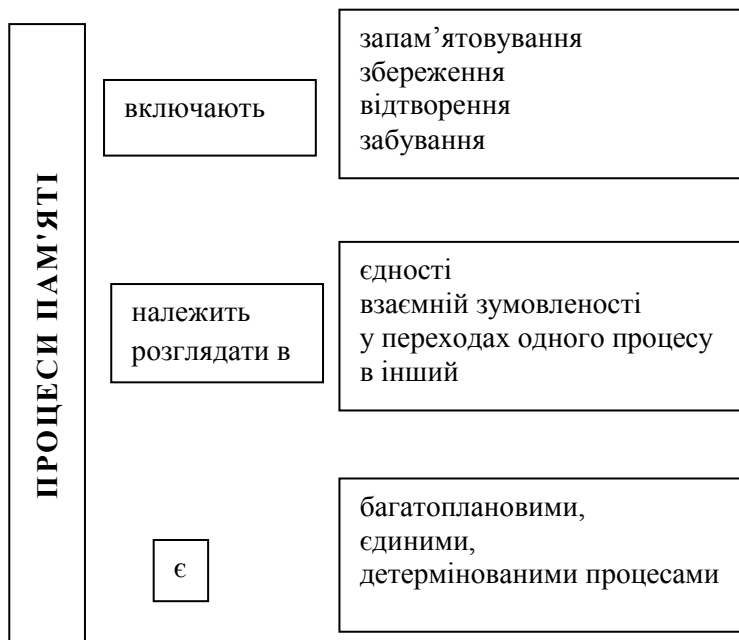 ПРОЦЕСИ ПАМ'ЯТІ
включають
запам’ятовування
збереження
відтворення
забування
належить
розглядати в
єдності
взаємній зумовленості
у переходах одного процесу
в інший
є
багатоплановими,
єдиними,
детермінованими процесами